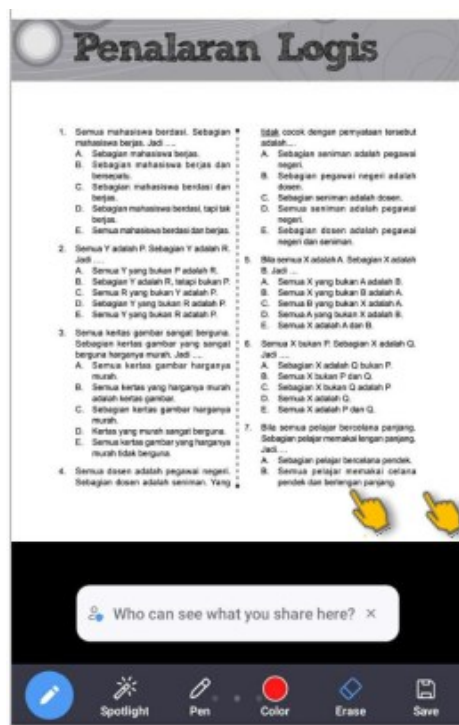 Penalaran Logis
1. Semua mahasiswa berdasi. Sebagian
mahasiswa berjas. Jadi ....
A. Sebagian mahasiswa berjas.
B. Sebagian mahasiswa berjas dan
bersepatu.
C. Sebagian mahasiswa berdasi dan
berjas.
D. Sebagian mahasiswa berdasi, tapi tak
berjas.
E. Semua mahasiswa berdasi dan berjas.
2. Semua Y adalah P. Sebagian Y adalah R.
Jadi ....
A. Semua Y yang bukan P adalah R.
B. Sebagian Y adalah R, tetapi bukan P.
C. Semua R yang bukan Y adalah P.
D. Sebagian Y yang bukan R adalah P.
E. Semua Y yang bukan R adalah P.
3. Semua kertas gambar sangat berguna.
Sebagian kertas gambar yang sangat
berguna harganya murah. Jadi ....
A. Semua kertas gambar harganya
murah.
B. Semua kertas yang harganya murah
adalah kertas gambar.
C. Sebagian kertas gambar harganya
murah.
D. Kertas yang murah sangat berguna.
E. Semua kertas gambar yang harganya
murah tidak berguna.
4. Semua dosen adalah pegawai negeri.
Sebagian dosen adalah seniman. Yang
tidak cocok dengan pernyataan tersebut
adalah....
A. Sebagian seniman adalah pegawai
negeri.
B. Sebagian pegawai negeri adalah
dosen.
C. Sebagian seniman adalah dosen.
D. Semua seniman adalah pegawai
negeri.
E. Sebagian dosen adalah pegawai
negeri dan seniman.
5. Bila semua X adalah A. Sebagian X adalah
B. Jadi ...
A. Semua X yang bukan A adalah B.
B. Semua X yang bukan B adalah A.
C. Semua B yang bukan X adalah A.
D. Semua A yang bukan X adalah B.
E. Semua X adalah A dan B.
6. Semua X bukan P. Sebagian X adalah Q.
Jadi ....
A. Sebagian X adalah Q bukan P.
B. Semua X bukan P dan Q.
C. Sebagian X bukan Q adalah P
D. Semua X adalah Q.
E. Semua X adalah P dan Q.
7. Bila semua pelajar bercelana panjang.
Sebagian pelajar memakai lengan panjang.
Jadi....
A. Sebagian pelajar bercelana pendek.
B. Semua pelajar memakai celana
pendek dan berlengan panjang.
Who can see what you share here? ×
Spotlight
Pen
Color
Erase
Save